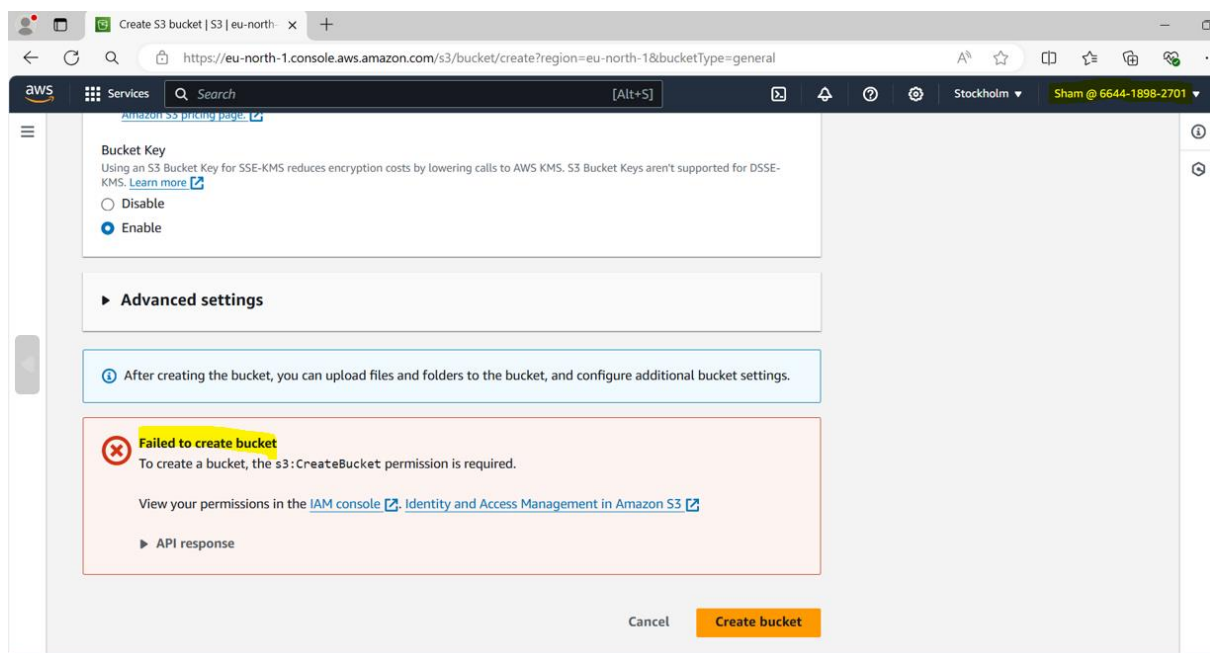 Create S3 bucket | S3 | eu-north-
https://eu-north-1.console.aws.amazon.com/s3/bucket/create?region=eu-north-1&bucketType=general
aws
Services
Search
[Alt+S]
Stockholm
Sham @ 6644-1898-2701
Amazon S3 pricing page.
Bucket Key
Using an S3 Bucket Key for SSE-KMS reduces encryption costs by lowering calls to AWS KMS. S3 Bucket Keys aren't supported for DSSE-
KMS. Learn more
Disable
Enable
Advanced settings
After creating the bucket, you can upload files and folders to the bucket, and configure additional bucket settings.
Failed to create bucket
To create a bucket, the s3:CreateBucket permission is required.
View your permissions in the IAM console. Identity and Access Management in Amazon S3
API response
Cancel
Create bucket